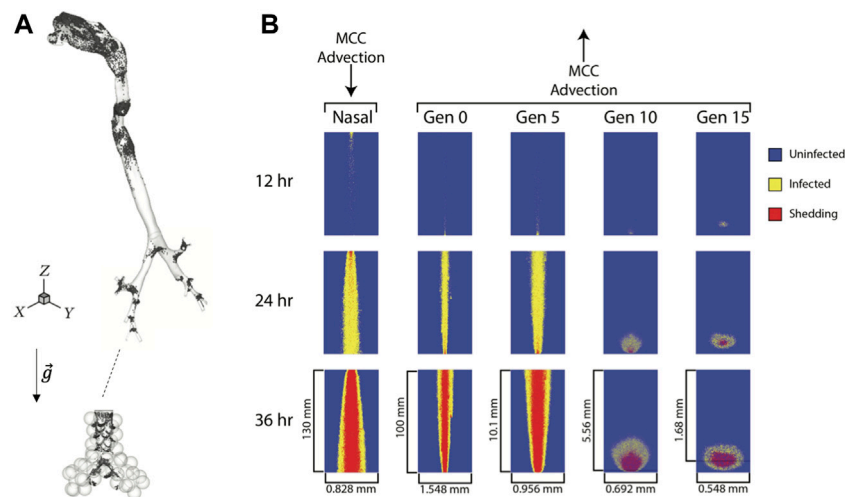 A
Z
X
Y
g
B
MCC
Advection
MCC
Advection
Nasal
Gen 0
Gen 5
Gen 10
Gen 15
12 hr
24 hr
36 hr
Uninfected
Infected
Shedding
130 mm
100 mm
10.1 mm
5.56 mm
1.68 mm
0.828 mm
1.548 mm
0.956 mm
0.692 mm
0.548 mm